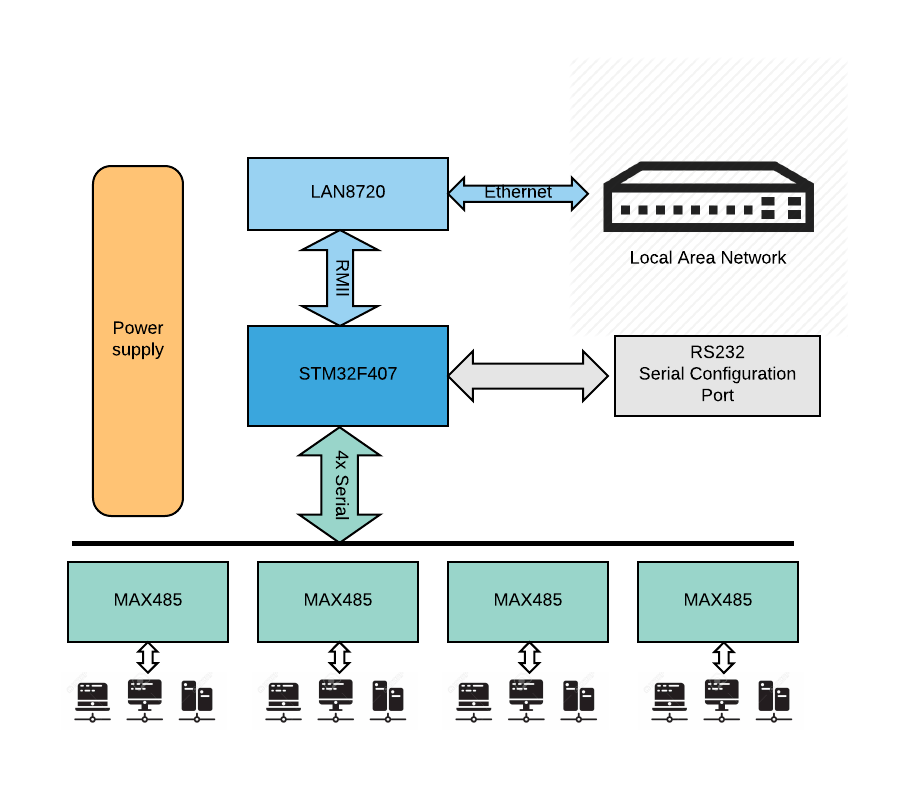 LAN8720
Ethernet
Local Area Network
RMII
Power
supply
STM32F407
RS232
Serial Configuration
Port
4x Serial
MAX485
MAX485
MAX485
MAX485